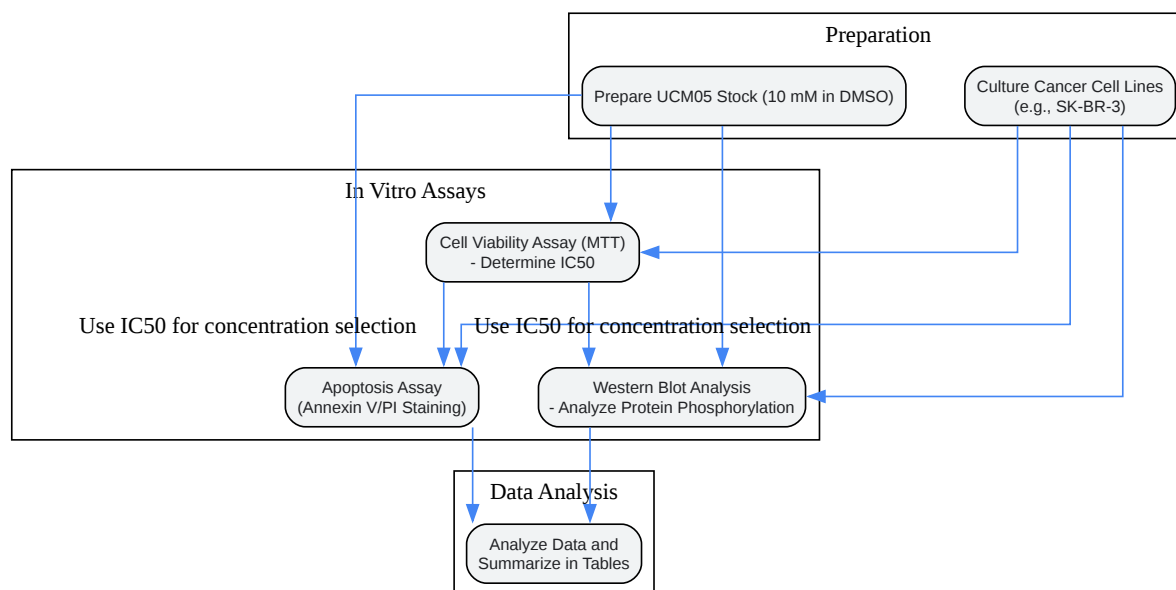 Preparation
Prepare UCM05 Stock (10 mM in DMSO)
Culture Cancer Cell Lines
(e.g., SK-BR-3)
In Vitro Assays
Cell Viability Assay (MTT)
- Determine IC50
Use IC50 for concentration selection
Use IC50 for concentration selection
Apoptosis Assay
(Annexin V/PI Staining)
Western Blot Analysis
- Analyze Protein Phosphorylation
Data Analysis
Analyze Data and
Summarize in Tables